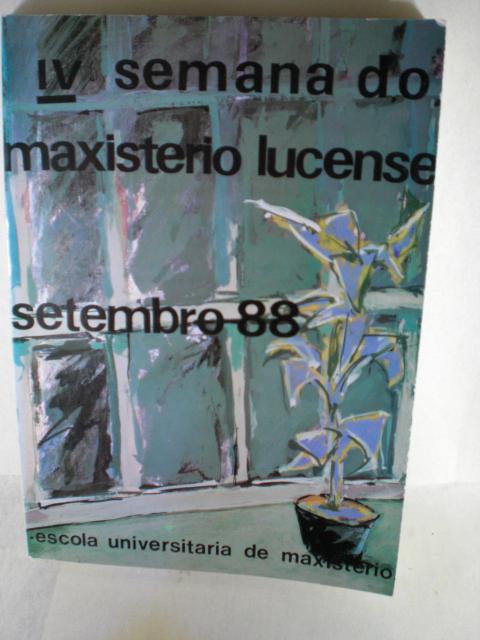 IV semana do
maxisterio lucense
setembro-88
-escola universitaria de maxisterio